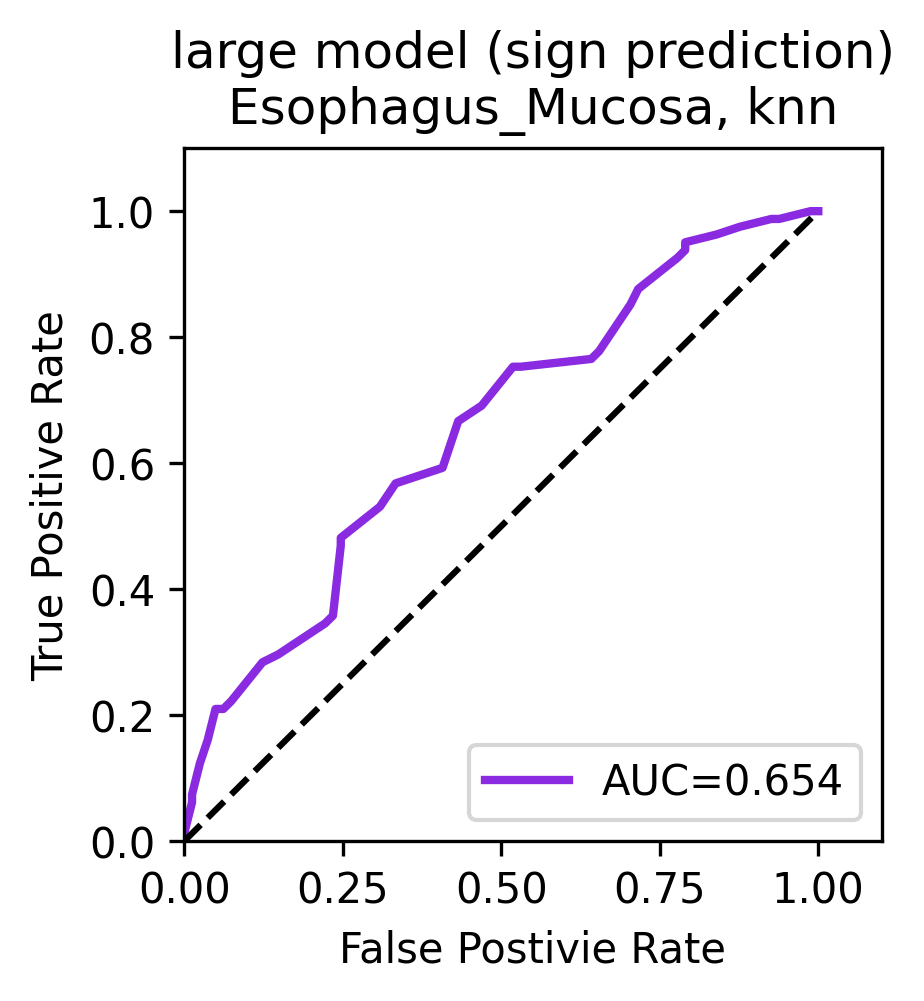 large model (sign prediction)
Esophagus_Mucosa, knn
1.0
0.8
0.6
0.4
0.2
0.0
True Positive Rate
AUC=0.654
0.00 0.25 0.50 0.75 1.00
False Postivie Rate